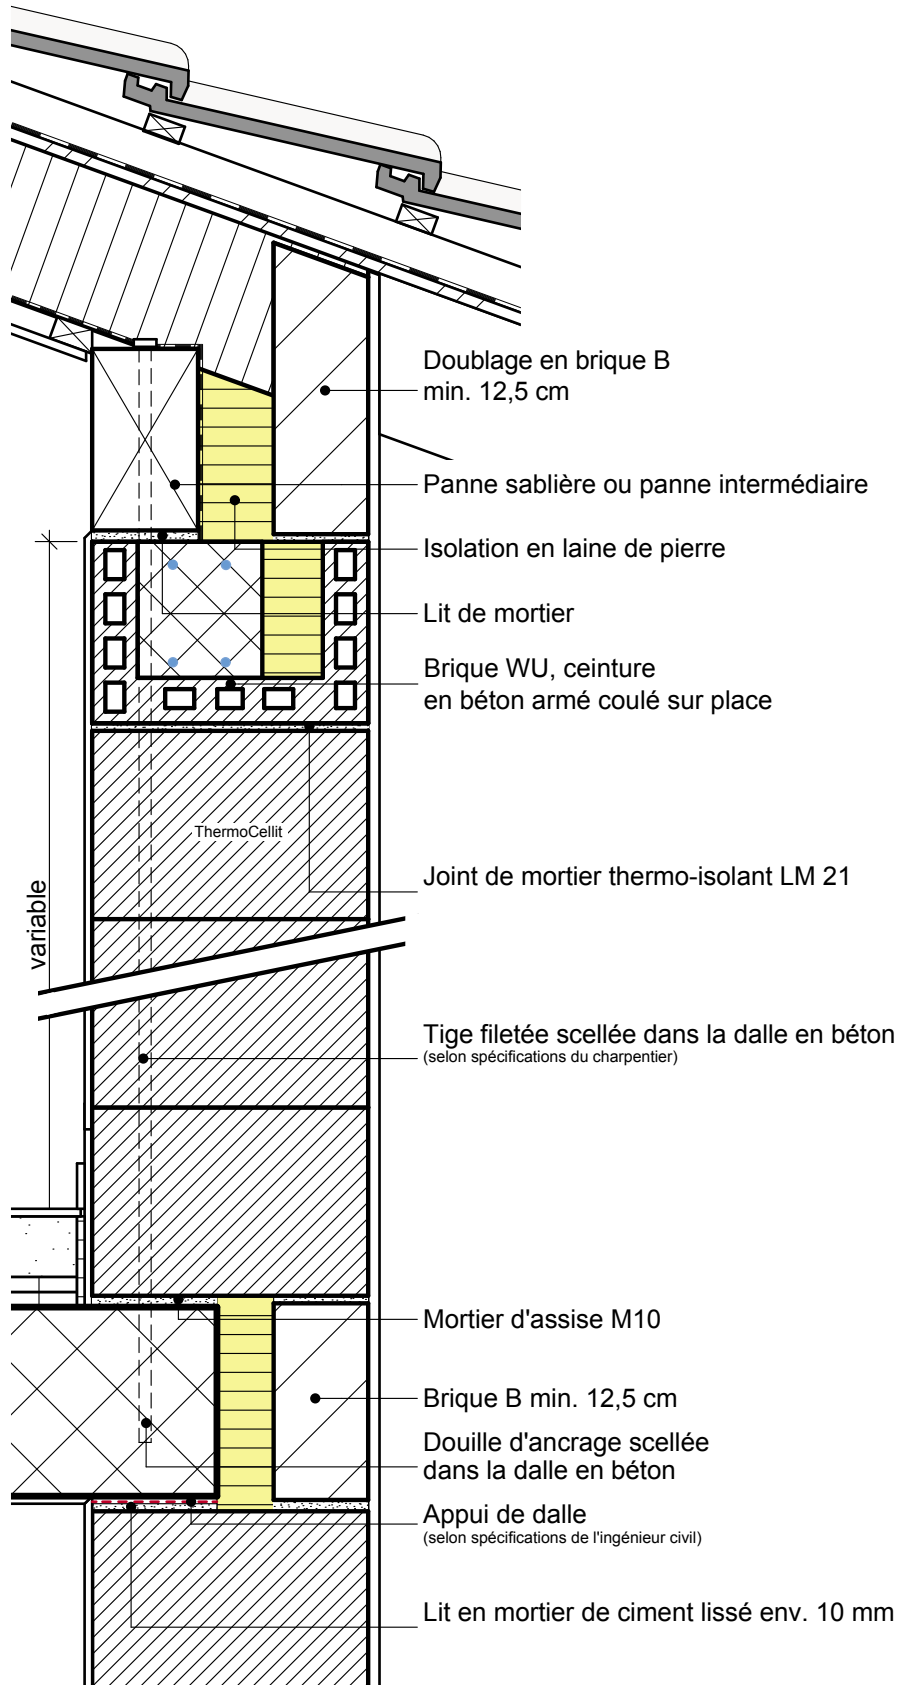 Doublage en brique B
min. 12,5 cm
Panne sablière ou panne intermédiaire
Isolation en laine de pierre
Lit de mortier
Brique WU, ceinture
en béton armé coulé sur place
ThermoCellit
Joint de mortier thermo-isolant LM 21
variable
Tige filetée scellée dans la dalle en béton
(selon spécifications du charpentier)
Mortier d'assise M10
Brique B min. 12,5 cm
Douille d'ancrage scellée
dans la dalle en béton
Appui de dalle
(selon spécifications de l'ingénieur civil)
Lit en mortier de ciment lissé env. 10 mm